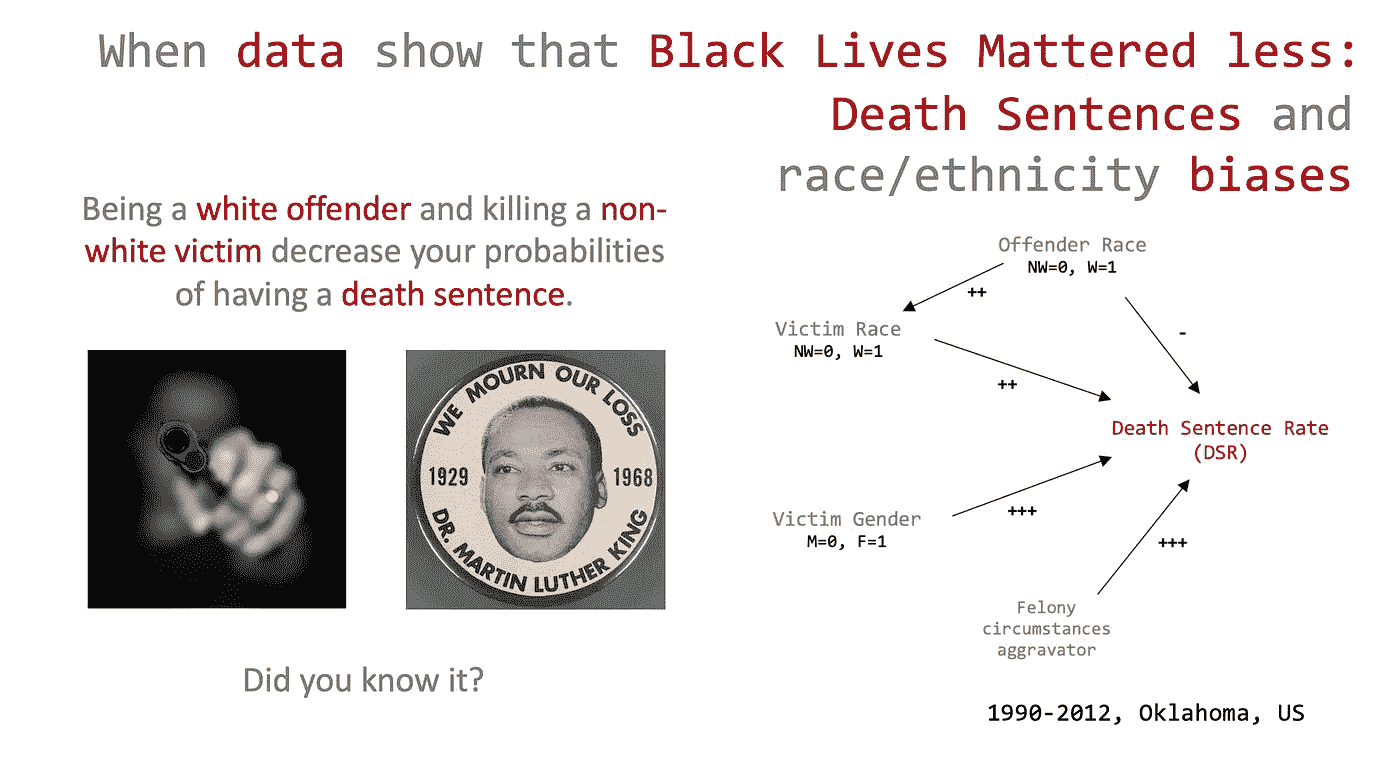 When data show that Black Lives Mattered less:
Death Sentences and
race/ethnicity biases
Being a white offender and killing a non-
white victim decrease your probabilities
of having a death sentence.
WE MOURN OUR LOSS
1929
1968
DR. MARTIN LUTHER KING
Did you know it?
Offender Race
NW=0, W=1
++
-
Victim Race
NW=0, W=1
++
Death Sentence Rate
(DSR)
Victim Gender
M=0, F=1
+++
+++
Felony
circumstances
aggravator
1990-2012, Oklahoma, US